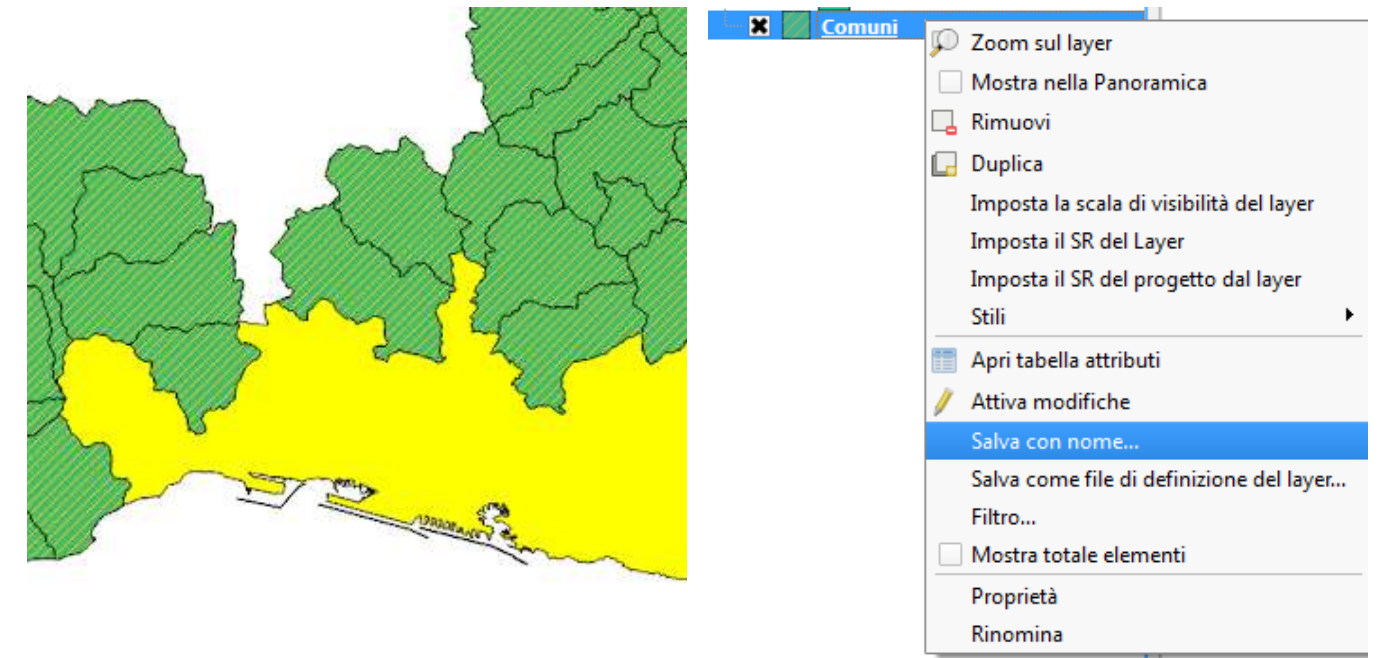 Comuni
Zoom sul layer
Mostra nella Panoramica
Rimuovi
Duplica
Imposta la scala di visibilità del layer
Imposta il SR del Layer
Imposta il SR del progetto dal layer
Stili
Apri tabella attributi
Attiva modifiche
Salva con nome...
Salva come file di definizione del layer...
Filtro...
Mostra totale elementi
Proprietà
Rinomina